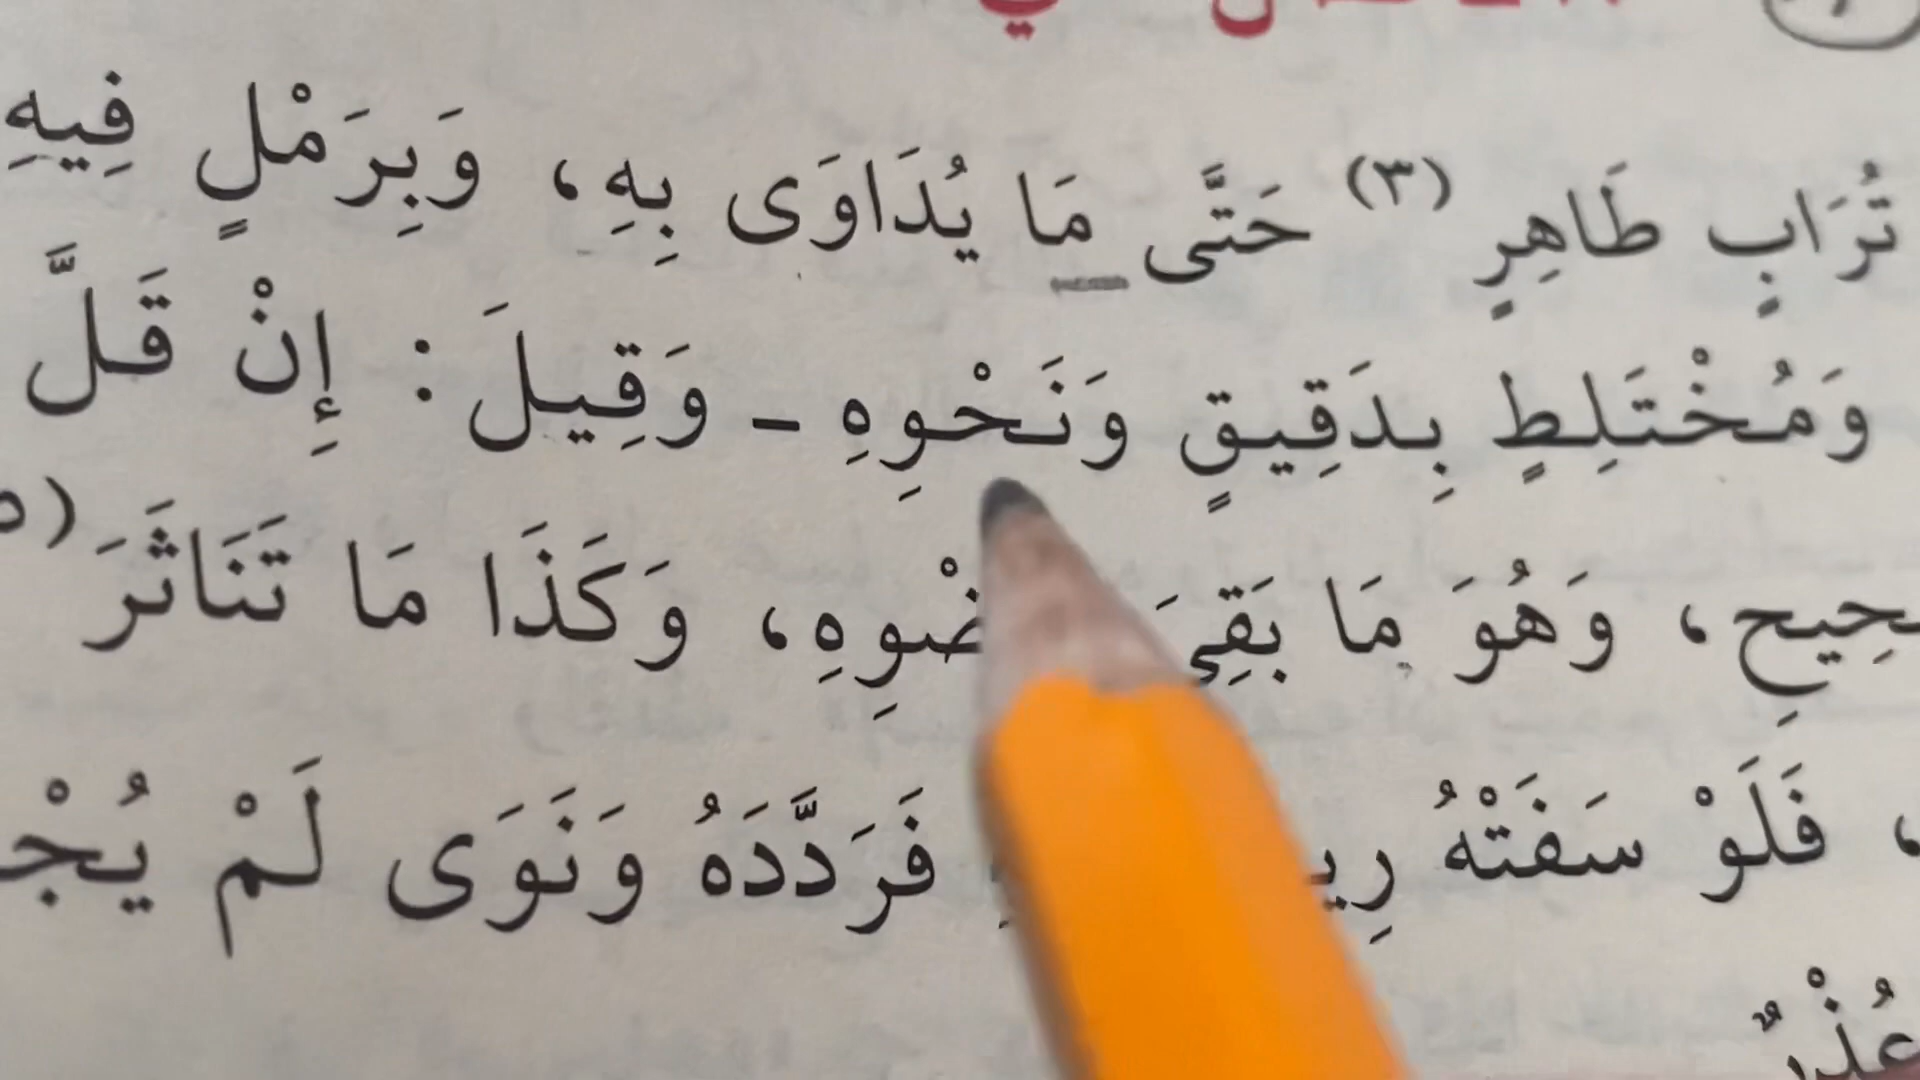 تُرَابٍ طَاهِرٍ (٣) حَتَّى مَا يُدَاوَى بِهِ، وَبِرَمْلٍ فِيهِ
وَمُخْتَلِطٍ بِدَقِيقٍ وَنَحْوِهِ - وَقِيلَ : إِنْ قَلَّ
، وَهُوَ مَا بَقِيَ ، وَكَذَا مَا تَنَاثَرَ
، فَلَوْ سَفَتْهُ فَرَدَّدَهُ وَنَوَى لَمْ
عُذْرٌ